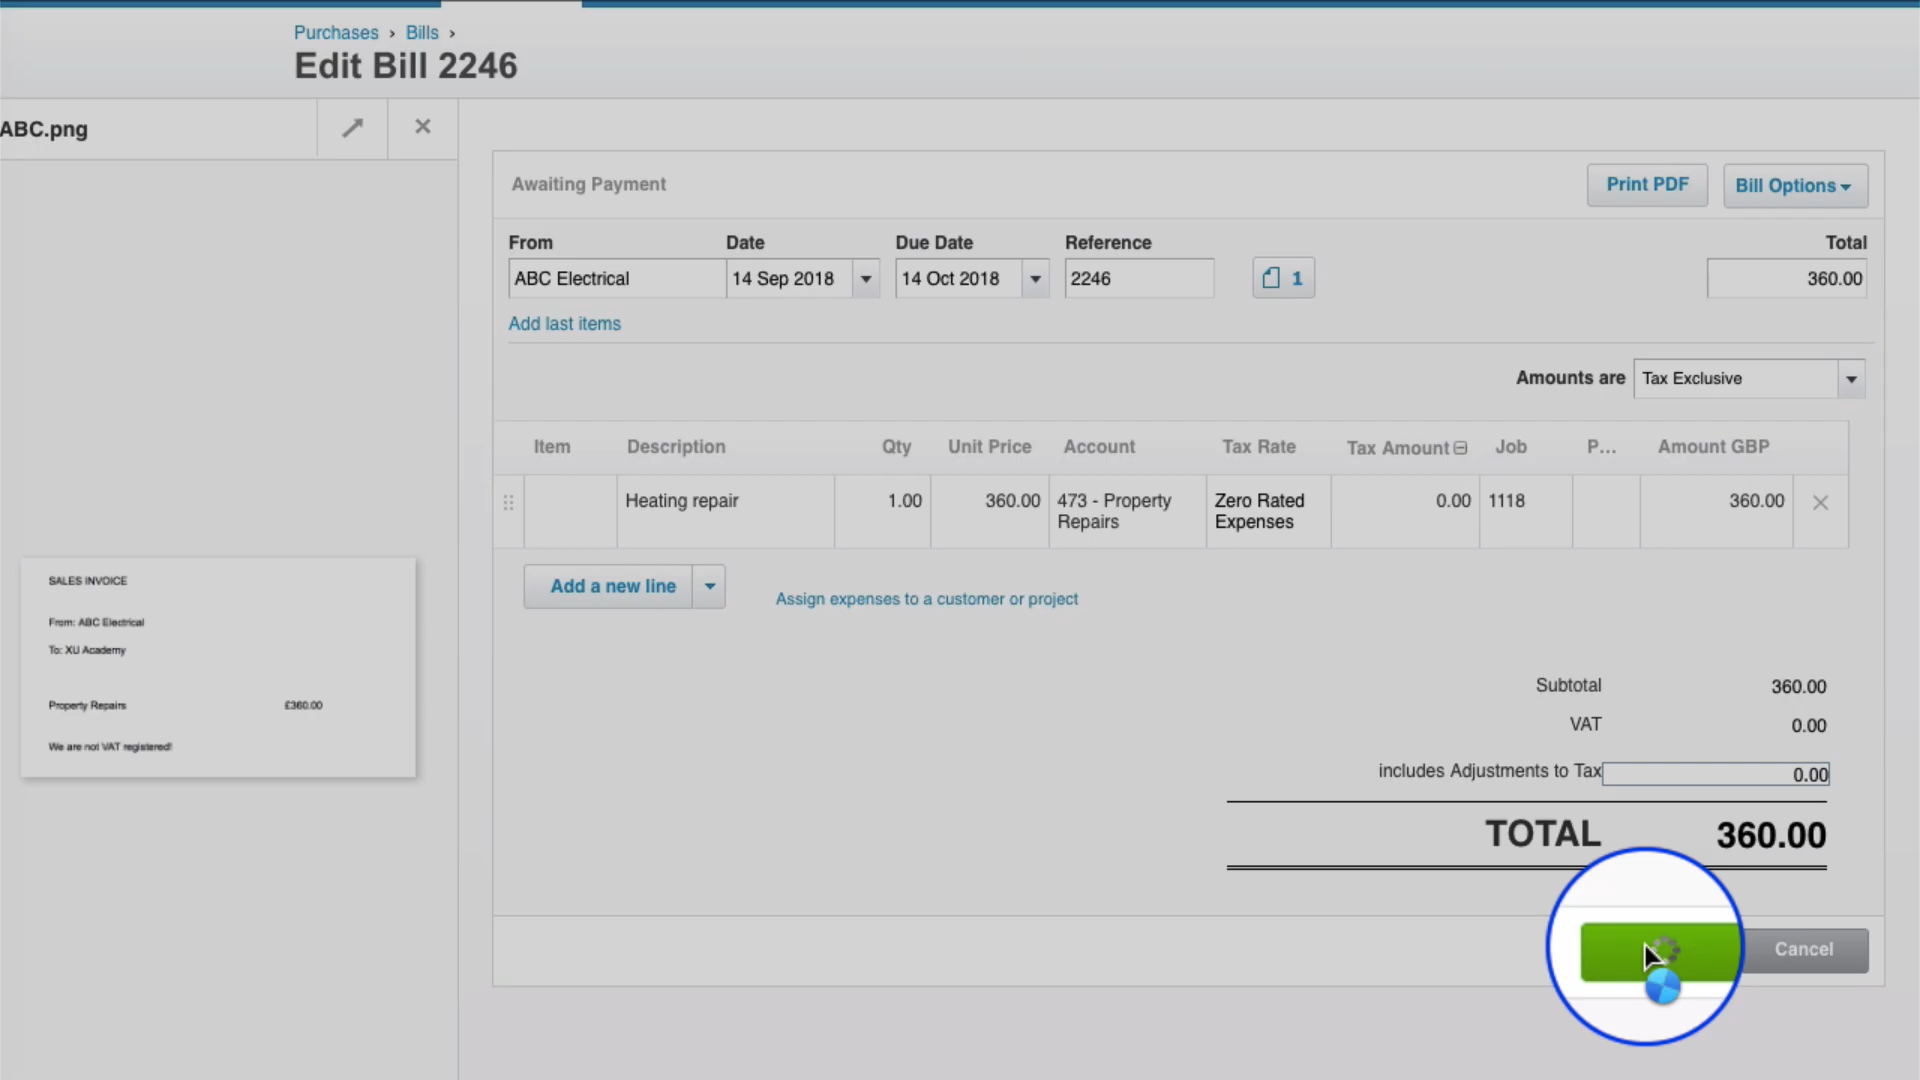 Purchases › Bills ›
Edit Bill 2246
ABC.png
Awaiting Payment
Print PDF
Bill Options
From
Date
Due Date
Reference
Total
ABC Electrical
14 Sep 2018
14 Oct 2018
2246
1
360.00
Add last items
Amounts are
Tax Exclusive
Item
Description
Qty
Unit Price
Account
Tax Rate
Tax Amount
Job
P...
Amount GBP
Heating repair
1.00
360.00
473 - Property
Repairs
Zero Rated
Expenses
0.00
1118
360.00
Add a new line
Assign expenses to a customer or project
SALES INVOICE
From: ABC Electrical
To: XU Academy
Property Repairs £360.00
We are not VAT registered!
Subtotal 360.00
VAT 0.00
includes Adjustments to Tax 0.00
TOTAL 360.00
Cancel